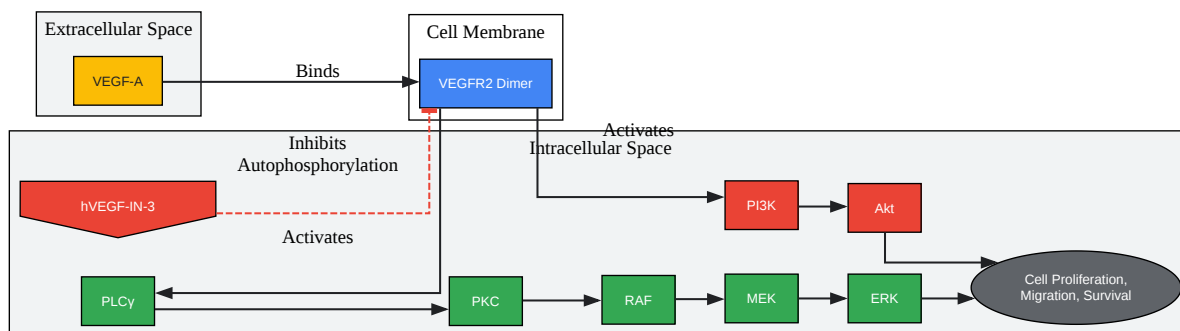 Extracellular Space
Cell Membrane
VEGF-A
Binds
VEGFR2 Dimer
Activates
Inhibits
Autophosphorylation
Intracellular Space
hVEGF-IN-3
PI3K
Akt
Activates
PLCγ
PKC
RAF
MEK
ERK
Cell Proliferation,
Migration, Survival